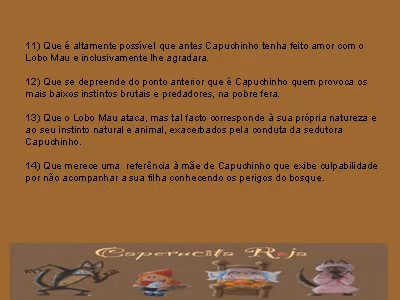 11) Que é altamente possível que antes Capuchinho tenha feito amor com o
Lobo Mau e inclusivamente lhe agradara.
12) Que se depreende do ponto anterior que é Capuchinho quem provoca os
mais baixos instintos brutais e predadores, na pobre fera.
13) Que o Lobo Mau ataca, mas tal facto corresponde à sua própria natureza e
ao seu instinto natural e animal, exacerbados pela conduta da sedutora
Capuchinho.
14) Que merece uma referência à mãe de Capuchinho que exibe culpabilidade
por não acompanhar a sua filha conhecendo os perigos do bosque.
Caperucita Roja